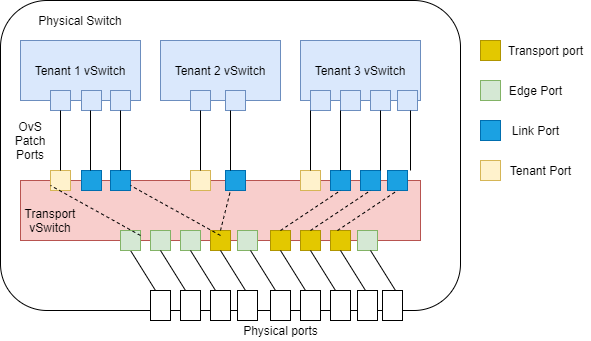 Physical Switch
Tenant 1 vSwitch
Tenant 2 vSwitch
Tenant 3 vSwitch
OvS
Patch
Ports
Transport
vSwitch
Physical ports
Transport port
Edge Port
Link Port
Tenant Port